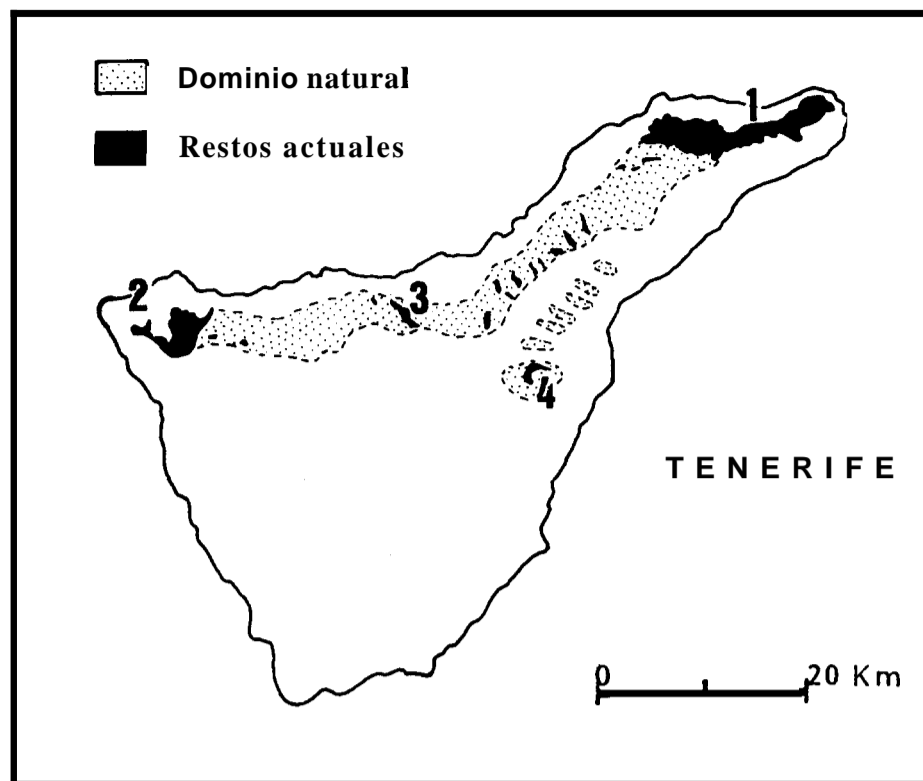 Dominio natural
Restos actuales
1
2
3
4
TENERIFE
0 20 Km